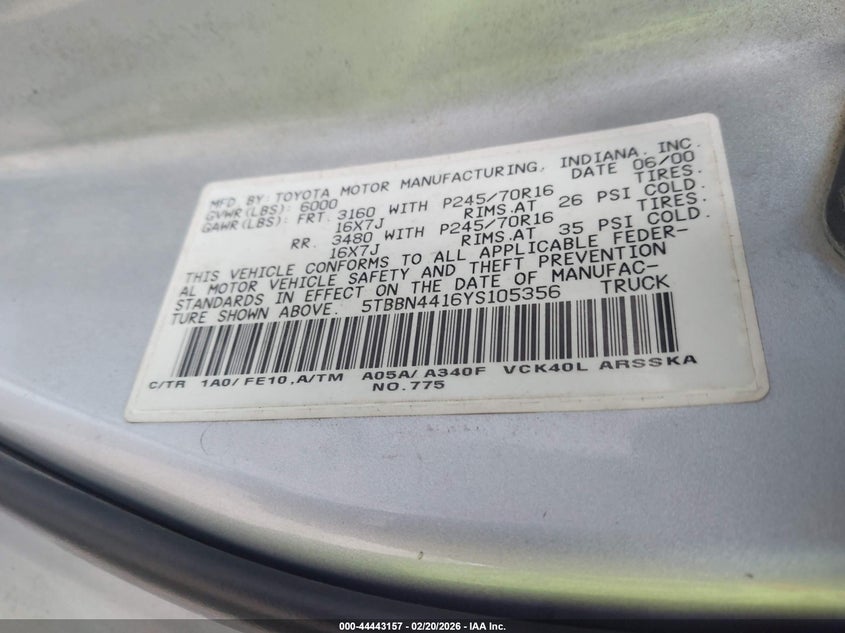 MFD. BY: TOYOTA MOTOR MANUFACTURING, INDIANA, INC.
GVWR(LBS): 6000 DATE 06/00
GAWR(LBS): FRT. 3160 WITH P245/70R16 TIRES.
16X7J RIMS.AT 26 PSI COLD.
RR. 3480 WITH P245/70R16 TIRES.
16X7J RIMS.AT 35 PSI COLD.
THIS VEHICLE CONFORMS TO ALL APPLICABLE FEDER-
AL MOTOR VEHICLE SAFETY AND THEFT PREVENTION
STANDARDS IN EFFECT ON THE DATE OF MANUFAC-
TURE SHOWN ABOVE. 5TBBN4416YS105356 TRUCK
C/TR 1A0/ FE10,A/TM A05A/ A340F VCK40L ARSSKA
NO.775
000-44443157 - 02/20/2026 - IAA Inc.